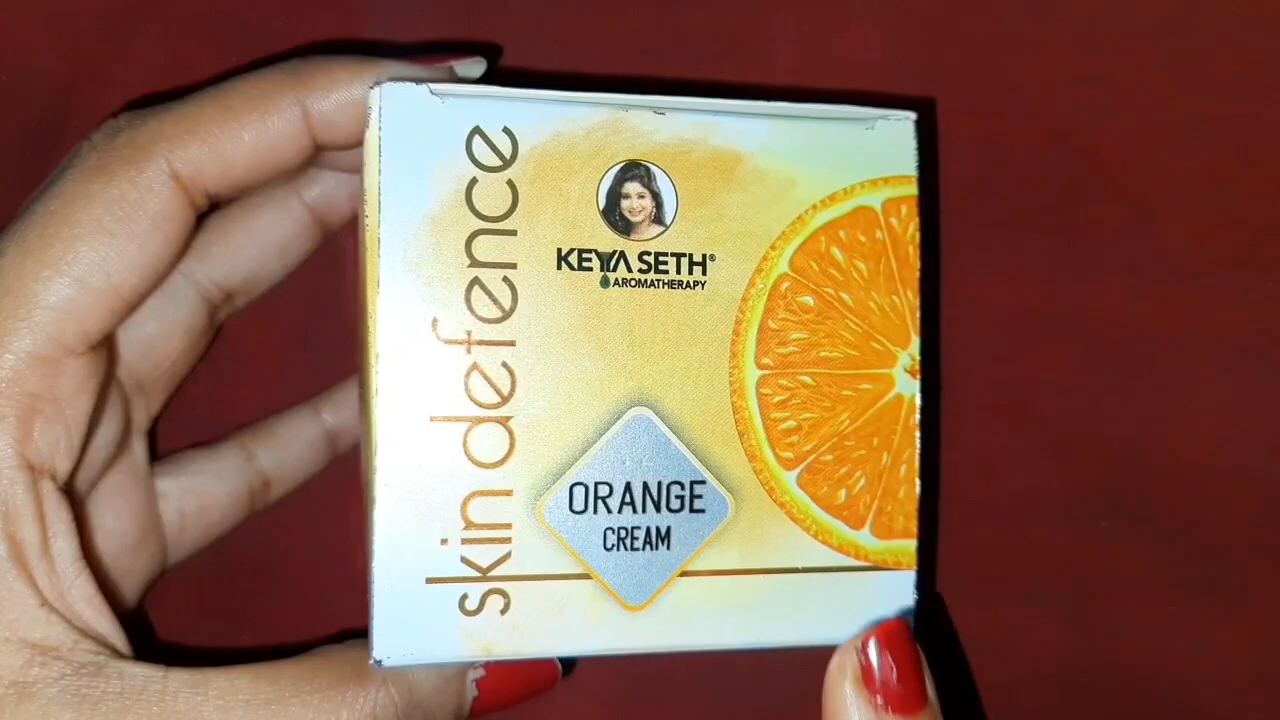 skin defence
KEYA SETH®
AROMATHERAPY
ORANGE
CREAM